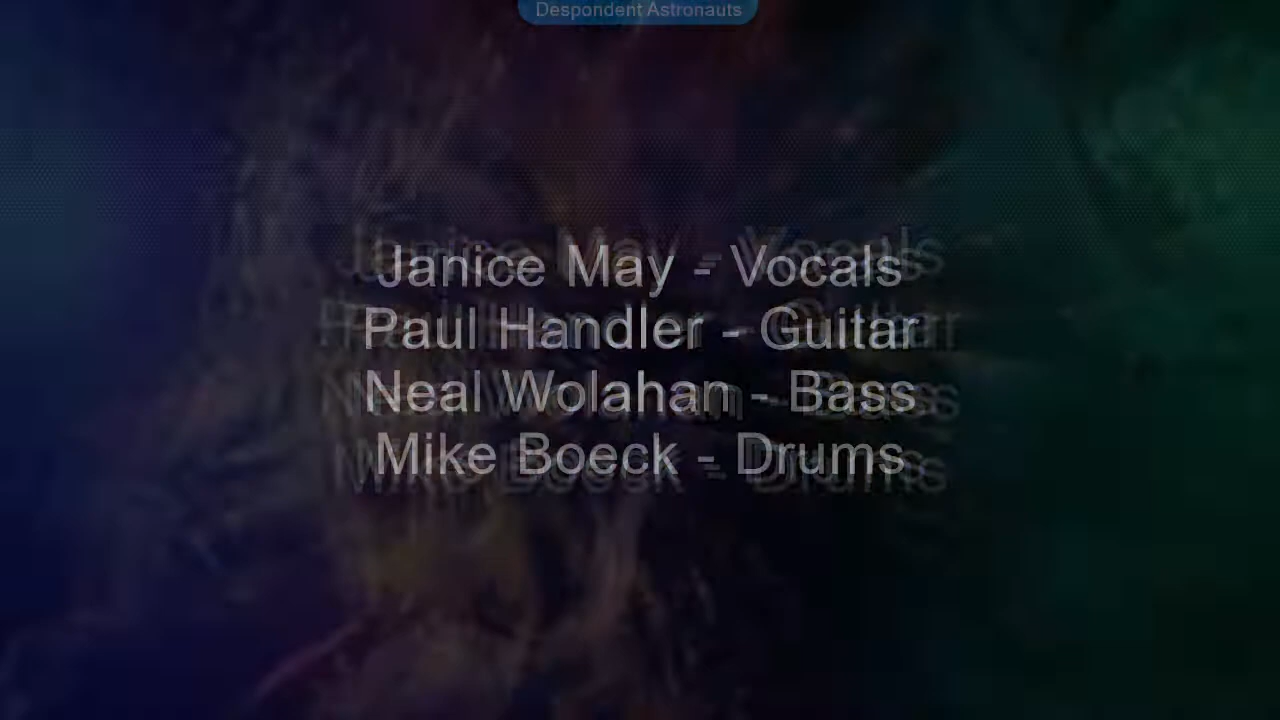 Despondent Astronauts
Janice May - Vocals
Paul Handler - Guitar
Neal Wolahan - Bass
Mike Boeck - Drums